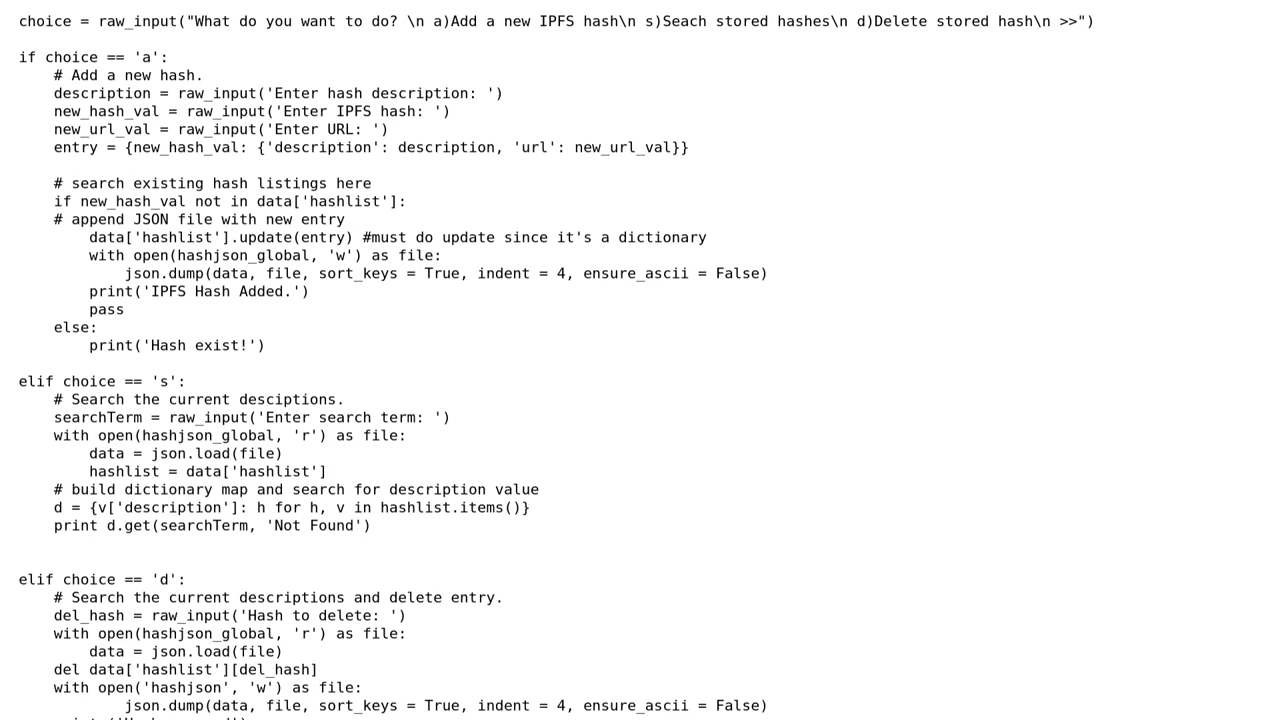 choice = raw_input("What do you want to do? \n a)Add a new IPFS hash\n s)Seach stored hashes\n d)Delete stored hash\n >>")

if choice == 'a':
    # Add a new hash.
    description = raw_input('Enter hash description: ')
    new_hash_val = raw_input('Enter IPFS hash: ')
    new_url_val = raw_input('Enter URL: ')
    entry = {new_hash_val: {'description': description, 'url': new_url_val}}

    # search existing hash listings here
    if new_hash_val not in data['hashlist']:
    # append JSON file with new entry
        data['hashlist'].update(entry) #must do update since it's a dictionary
        with open(hashjson_global, 'w') as file:
            json.dump(data, file, sort_keys = True, indent = 4, ensure_ascii = False)
        print('IPFS Hash Added.')
        pass
    else:
        print('Hash exist!')

elif choice == 's':
    # Search the current desciptions.
    searchTerm = raw_input('Enter search term: ')
    with open(hashjson_global, 'r') as file:
        data = json.load(file)
        hashlist = data['hashlist']
    # build dictionary map and search for description value
    d = {v['description']: h for h, v in hashlist.items()}
    print d.get(searchTerm, 'Not Found')


elif choice == 'd':
    # Search the current descriptions and delete entry.
    del_hash = raw_input('Hash to delete: ')
    with open(hashjson_global, 'r') as file:
        data = json.load(file)
    del data['hashlist'][del_hash]
    with open('hashjson', 'w') as file:
            json.dump(data, file, sort_keys = True, indent = 4, ensure_ascii = False)